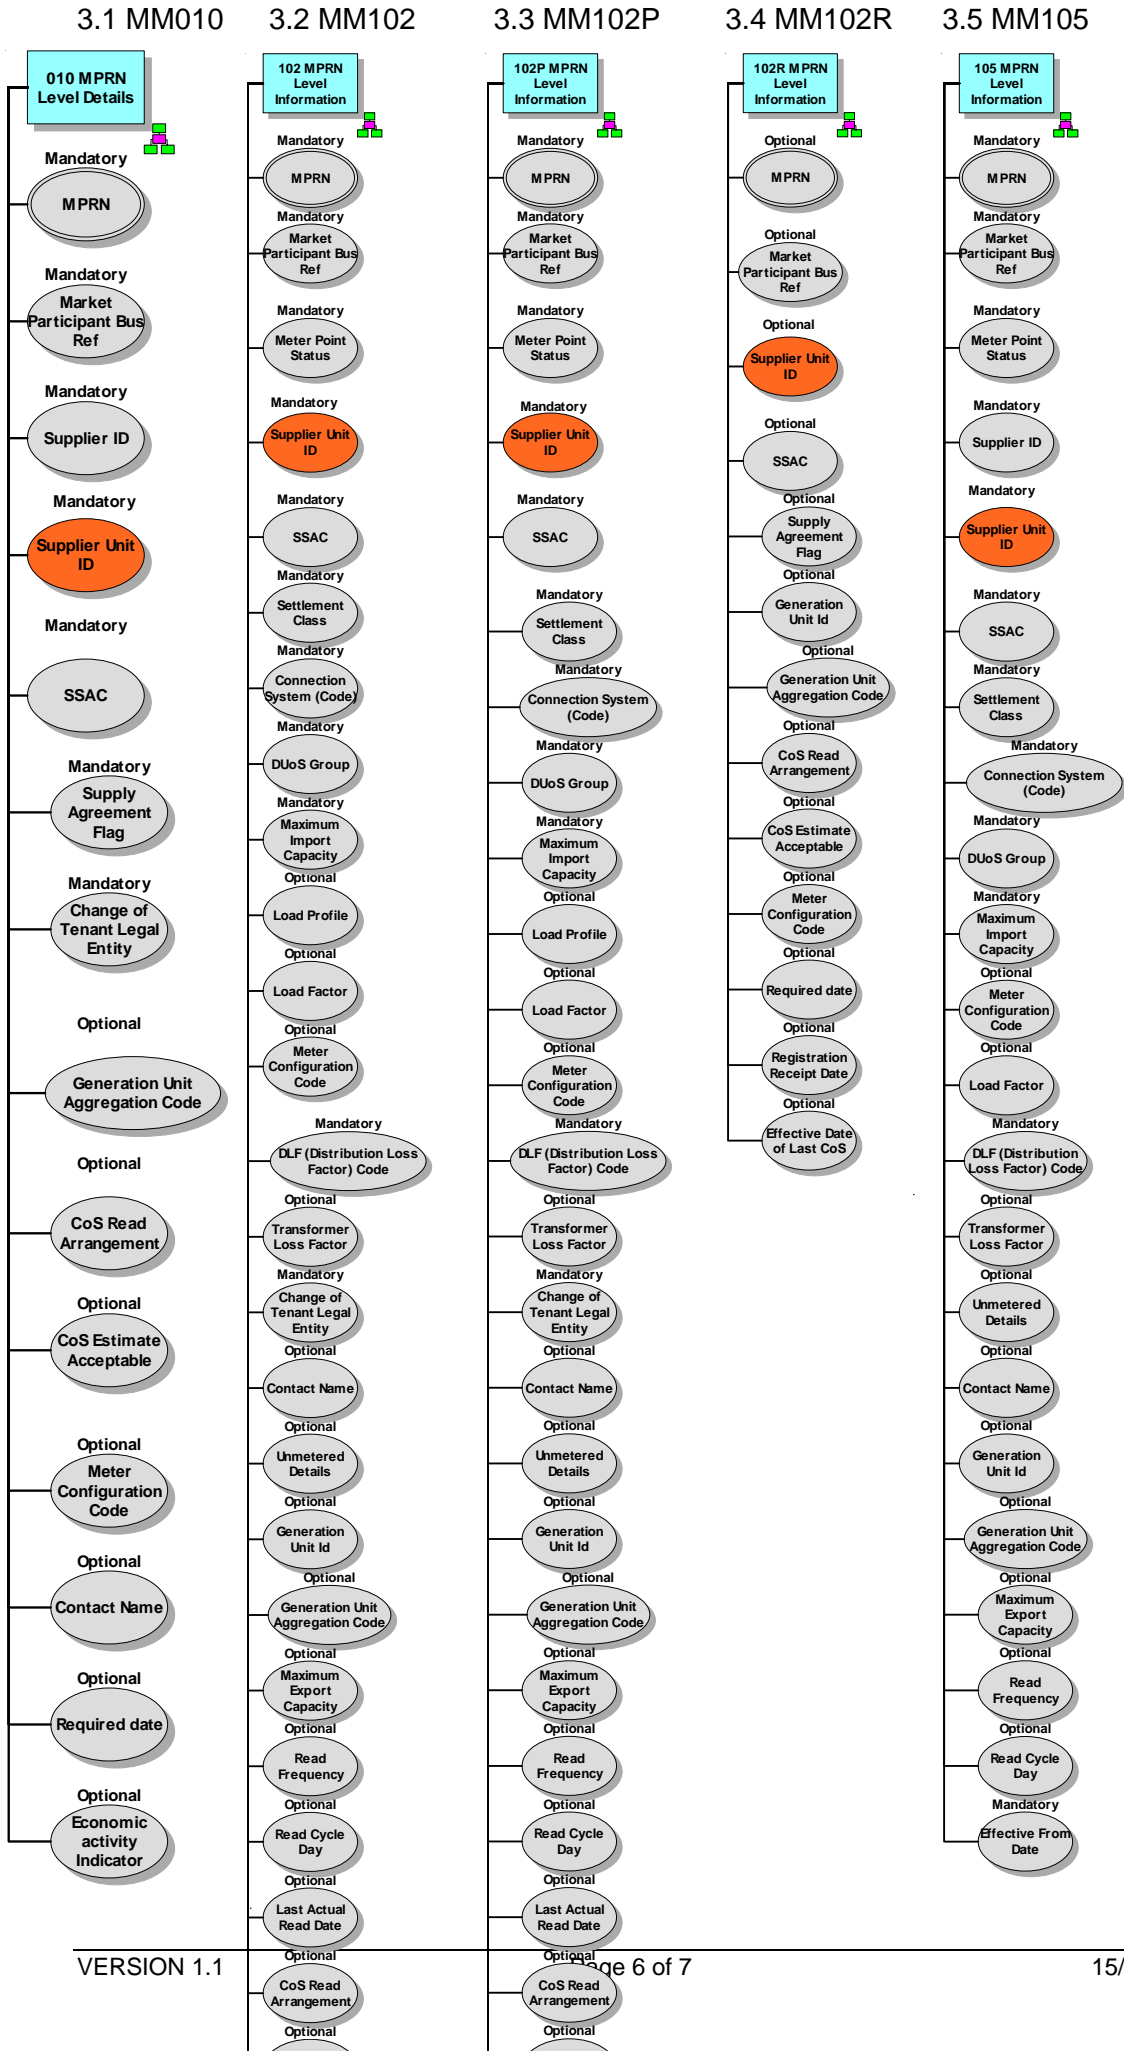 3.1 MM010
010 MPRN
Level Details
Mandatory
MPRN
Mandatory
Market
Participant Bus
Ref
Mandatory
Supplier ID
Mandatory
Supplier Unit
ID
Mandatory
SSAC
Mandatory
Supply
Agreement
Flag
Mandatory
Change of
Tenant Legal
Entity
Optional
Generation Unit
Aggregation Code
Optional
CoS Read
Arrangement
Optional
CoS Estimate
Acceptable
Optional
Meter
Configuration
Code
Optional
Contact Name
Optional
Required date
Optional
Economic
activity
Indicator
3.2 MM102
102 MPRN
Level
Information
Mandatory
MPRN
Mandatory
Market
Participant Bus
Ref
Mandatory
Meter Point
Status
Mandatory
Supplier Unit
ID
Mandatory
SSAC
Mandatory
Settlement
Class
Mandatory
Connection
System (Code)
Mandatory
DUoS Group
Mandatory
Maximum
Import
Capacity
Optional
Load Profile
Optional
Load Factor
Optional
Meter
Configuration
Code
Mandatory
DLF (Distribution Loss
Factor) Code
Optional
Transformer
Loss Factor
Mandatory
Change of
Tenant Legal
Entity
Optional
Contact Name
Optional
Unmetered
Details
Optional
Generation
Unit Id
Optional
Generation Unit
Aggregation Code
Optional
Maximum
Export
Capacity
Optional
Read
Frequency
Optional
Read Cycle
Day
Optional
Last Actual
Read Date
Optional
CoS Read
Arrangement
Optional
3.3 MM102P
102P MPRN
Level
Information
Mandatory
MPRN
Mandatory
Market
Participant Bus
Ref
Mandatory
Meter Point
Status
Mandatory
Supplier Unit
ID
Mandatory
SSAC
Mandatory
Settlement
Class
Mandatory
Connection System
(Code)
Mandatory
DUoS Group
Mandatory
Maximum
Import
Capacity
Optional
Load Profile
Optional
Load Factor
Optional
Meter
Configuration
Code
Mandatory
DLF (Distribution Loss
Factor) Code
Optional
Transformer
Loss Factor
Mandatory
Change of
Tenant Legal
Entity
Optional
Contact Name
Optional
Unmetered
Details
Optional
Generation
Unit Id
Optional
Generation Unit
Aggregation Code
Optional
Maximum
Export
Capacity
Optional
Read
Frequency
Optional
Read Cycle
Day
Optional
Last Actual
Read Date
Optional
CoS Read
Arrangement
Optional
3.4 MM102R
102R MPRN
Level
Information
Optional
MPRN
Optional
Market
Participant Bus
Ref
Optional
Supplier Unit
ID
Optional
SSAC
Optional
Supply
Agreement
Flag
Optional
Generation
Unit Id
Optional
Generation Unit
Aggregation Code
Optional
CoS Read
Arrangement
Optional
CoS Estimate
Acceptable
Optional
Meter
Configuration
Code
Optional
Required date
Optional
Registration
Receipt Date
Optional
Effective Date
of Last CoS
3.5 MM105
105 MPRN
Level
Information
Mandatory
MPRN
Mandatory
Market
Participant Bus
Ref
Mandatory
Meter Point
Status
Mandatory
Supplier ID
Mandatory
Supplier Unit
ID
Mandatory
SSAC
Mandatory
Settlement
Class
Mandatory
Connection System
(Code)
Mandatory
DUoS Group
Mandatory
Maximum
Import
Capacity
Optional
Meter
Configuration
Code
Optional
Load Factor
Mandatory
DLF (Distribution
Loss Factor) Code
Optional
Transformer
Loss Factor
Optional
Unmetered
Details
Optional
Contact Name
Optional
Generation
Unit Id
Optional
Generation Unit
Aggregation Code
Optional
Maximum
Export
Capacity
Optional
Read
Frequency
Optional
Read Cycle
Day
Mandatory
Effective From
Date
VERSION 1.1
Page 6 of 7
15/